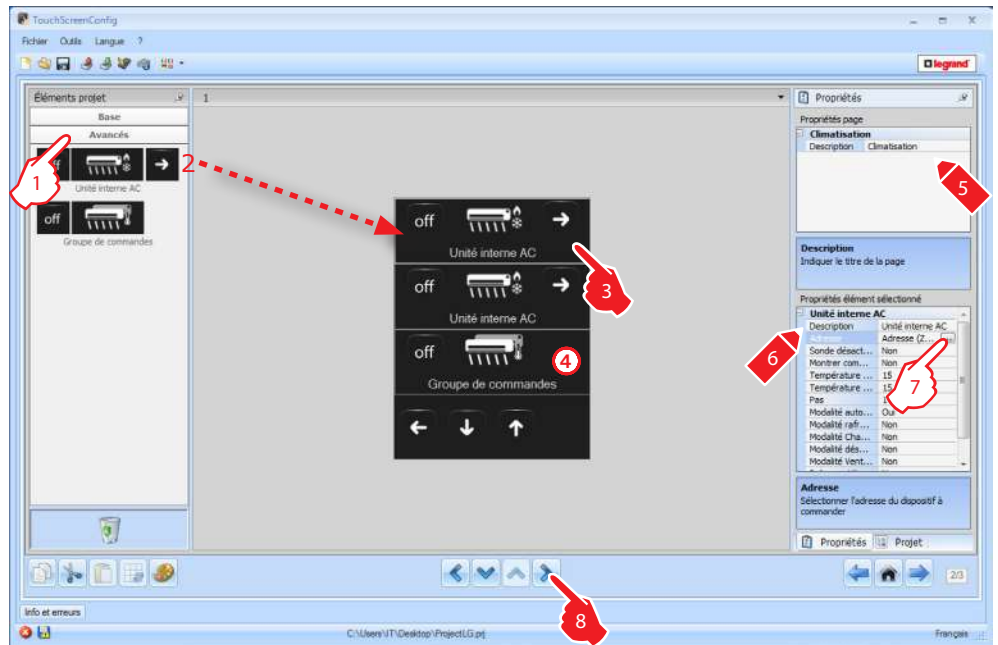 TouchScreenConfig
Fichier Outils Langue ?
legrand
Éléments projet
1
Propriétés
Base
Avancés
off
1
2
Unité interne AC
off
Groupe de commandes
off
Unité interne AC
3
off
Unité interne AC
off
4
Groupe de commandes
Propriétés page
Climatisation
Description Climatisation
5
Description
Indiquer le titre de la page
Propriétés élément sélectionné
Unité interne AC
Description Unité interne AC
Adresse Adresse (Z... ...
6
7
Sonde désact... Non
Montrer com... Non
Température ... 15
Température ... 15
Pas
Modalité auto... Oui
Modalité rafr... Non
Modalité Cha... Non
Modalité dés... Non
Modalité Vent... Non
Adresse
Sélectionner l'adresse du dispositif à
commander
Propriétés Projet
2/3
8
Info et erreurs
C:\Users\IT\Desktop\ProjectLG.prj
Français